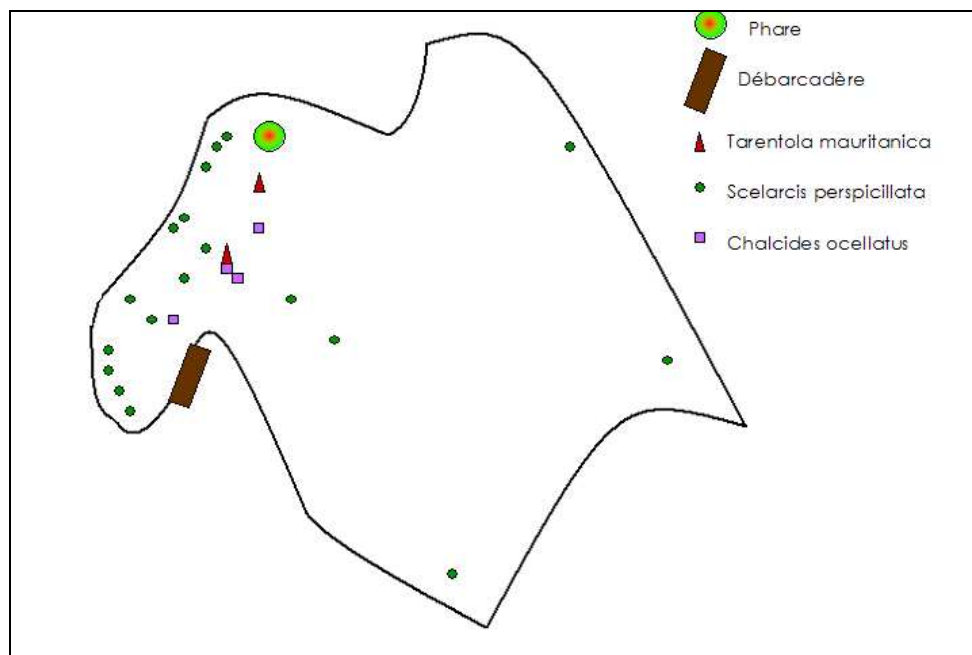 Phare
Débarcadère
Tarentola mauritanica
Scelarcis perspicillata
Chalcides ocellatus